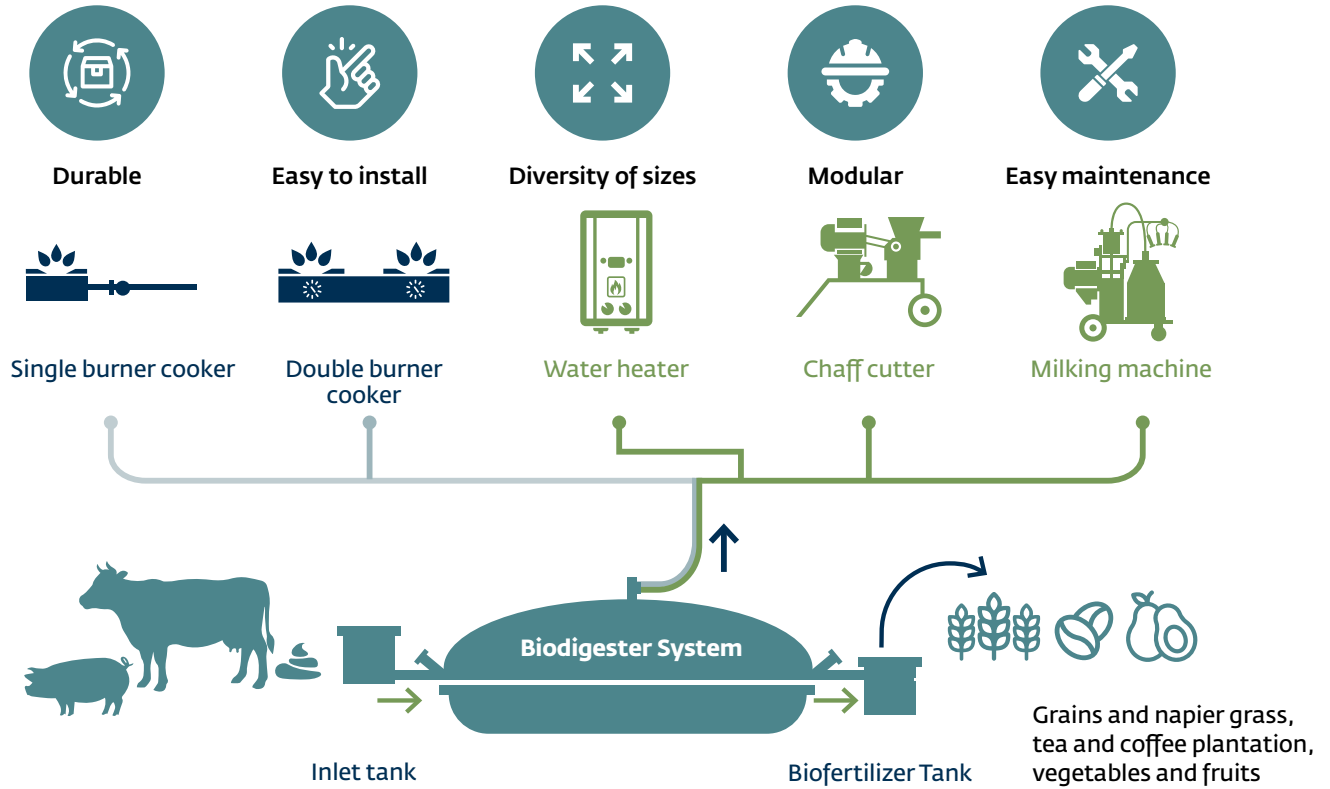 Durable
Easy to install
Diversity of sizes
Modular
Easy maintenance
Single burner cooker
Double burner
cooker
Water heater
Chaff cutter
Milking machine
Biodigester System
Inlet tank
Biofertilizer Tank
Grains and napier grass,
tea and coffee plantation,
vegetables and fruits